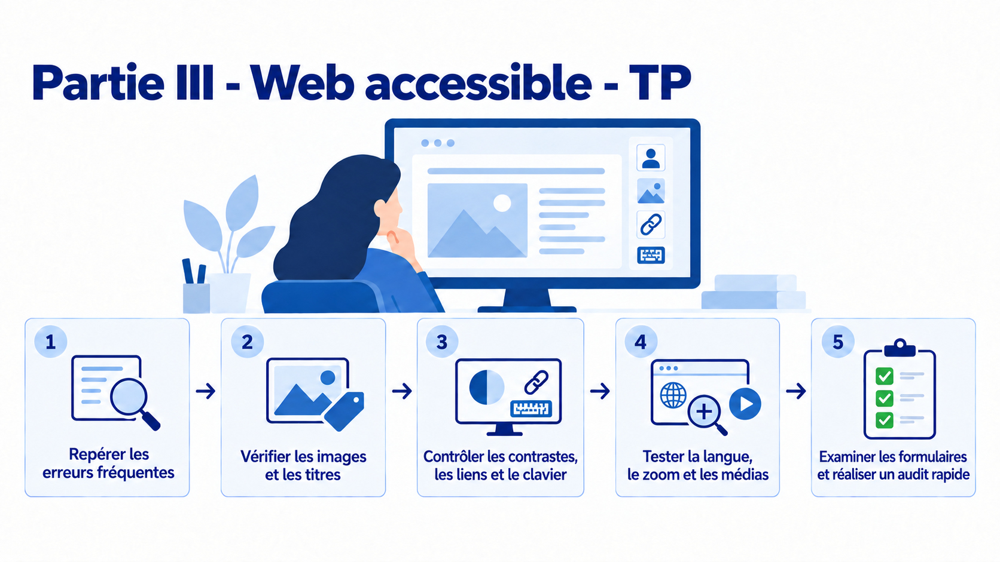 Partie III - Web accessible - TP
1
Repérer les
erreurs fréquentes
2
Vérifier les images
et les titres
3
Contrôler les contrastes,
les liens et le clavier
4
Tester la langue,
le zoom et les médias
5
Examiner les formulaires
et réaliser un audit rapide